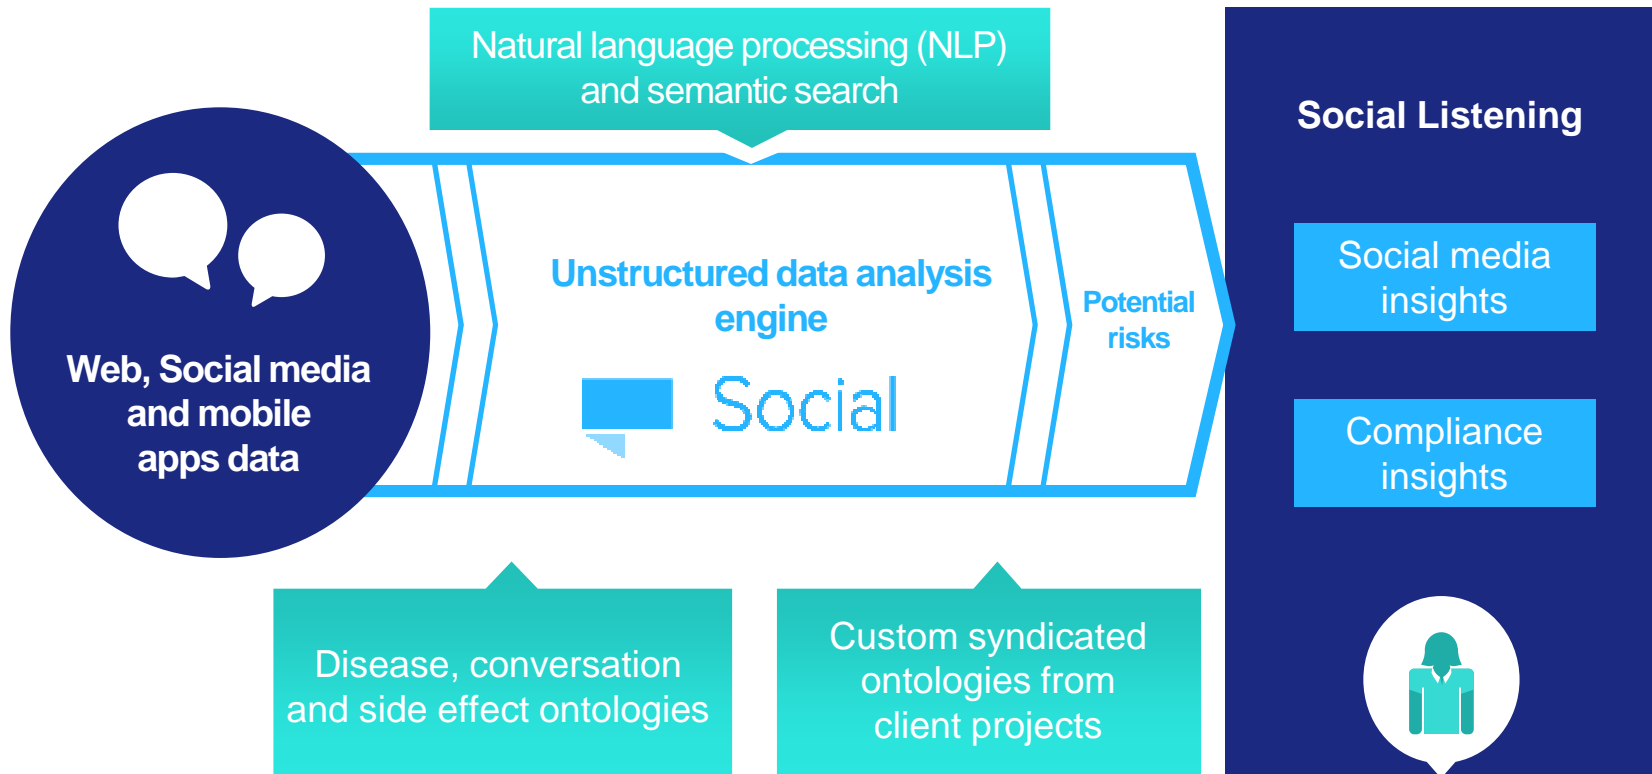 Natural language processing (NLP)
and semantic search
Web, Social media
and mobile
apps data
Unstructured data analysis
engine
Social
Potential
risks
Social Listening
Social media
insights
Compliance
insights
Disease, conversation
and side effect ontologies
Custom syndicated
ontologies from
client projects